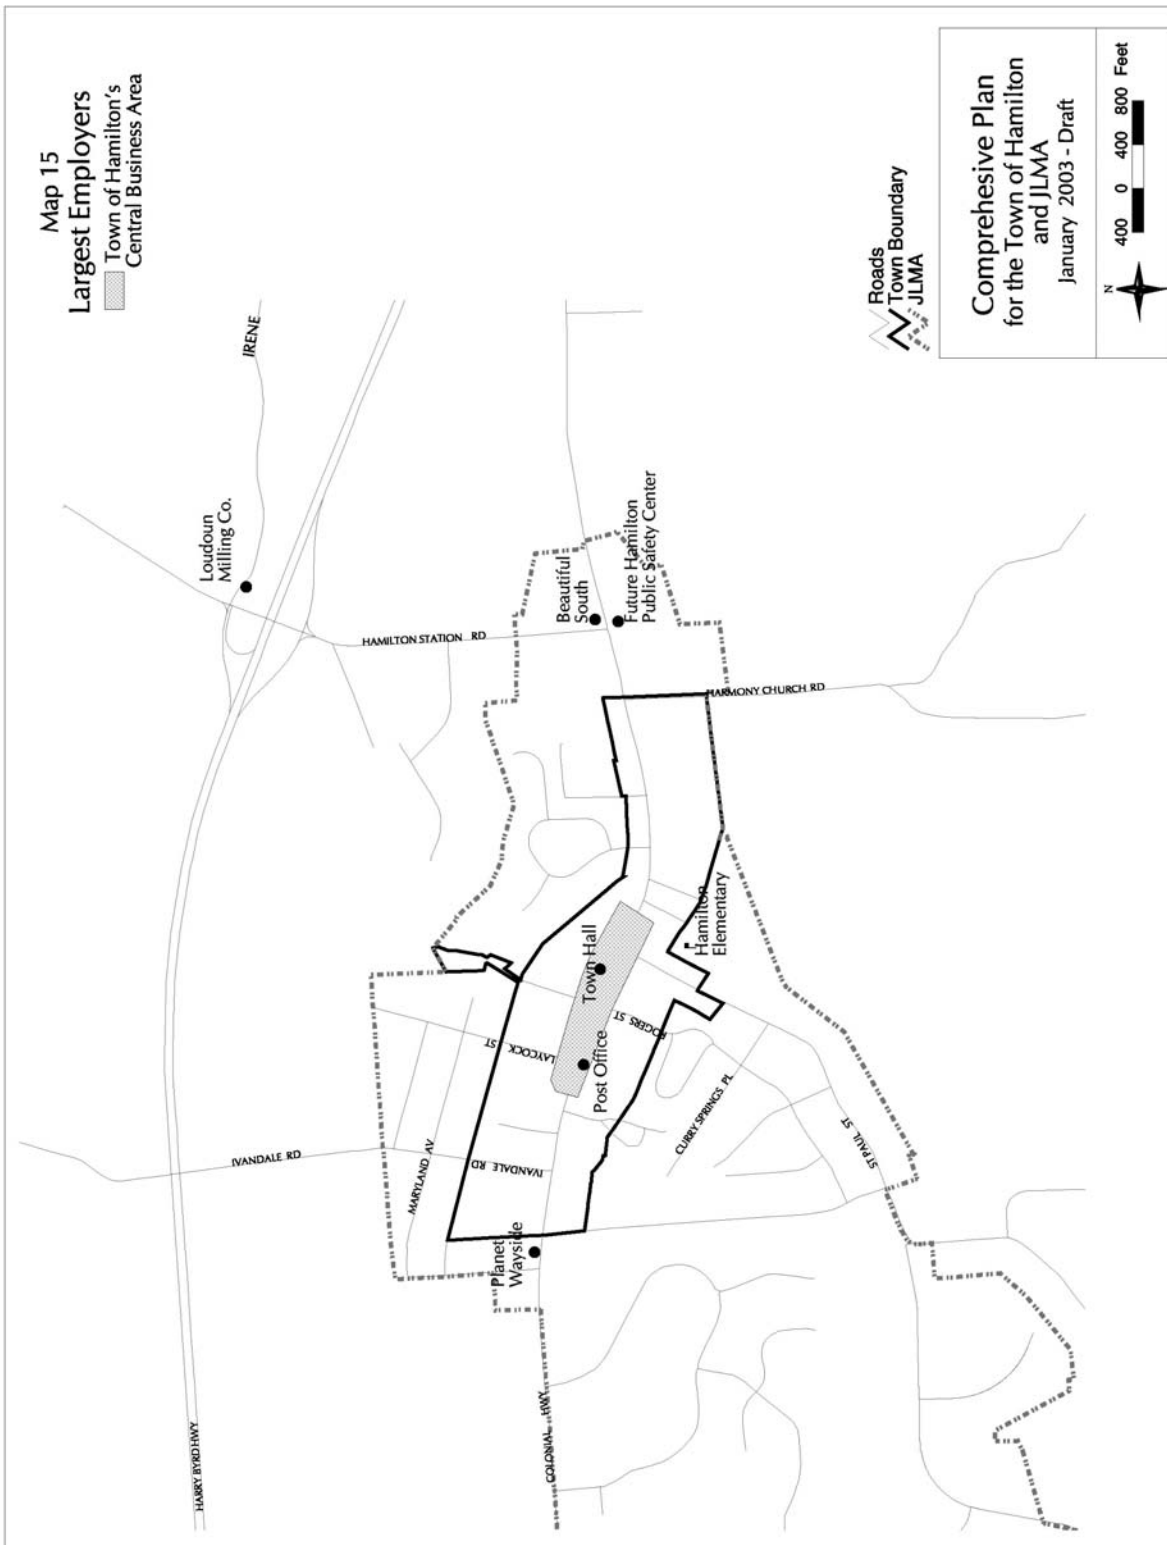 Map 15
Largest Employers
Town of Hamilton's
Central Business Area
IRENE
Loudoun
Milling Co.
HAMILTON STATION RD
Beautiful
South
Future Hamilton
Public Safety Center
HARMONY CHURCH RD
HARRY BYRD HWY
IVANDALE RD
MARYLAND AV
LAYCOCK ST
IVANDALE RD
Town Hall
Post Office
ROGERS ST
Hamilton
Elementary
Planet
Wayside
CURRY SPRINGS PL
ST PAUL ST
COLONIAL HWY
Roads
Town Boundary
JLMA
Comprehesive Plan
for the Town of Hamilton
and JLMA
January 2003 - Draft
N
400 0 400 800 Feet